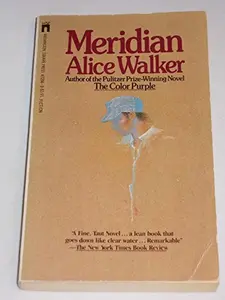 Meridian
Alice Walker
Author of the Pulitzer Prize-Winning Novel
The Color Purple
"A Fine, Taut Novel... a lean book that
goes down like clear water... Remarkable"
—The New York Times Book Review